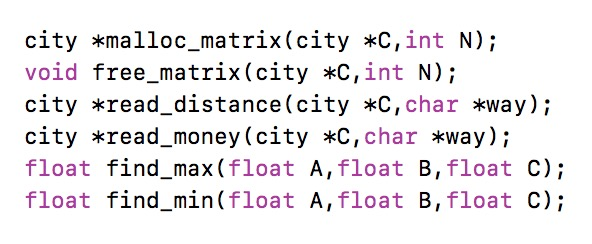 city *malloc_matrix(city *C,int N);
void free_matrix(city *C,int N);
city *read_distance(city *C,char *way);
city *read_money(city *C,char *way);
float find_max(float A,float B,float C);
float find_min(float A,float B,float C);